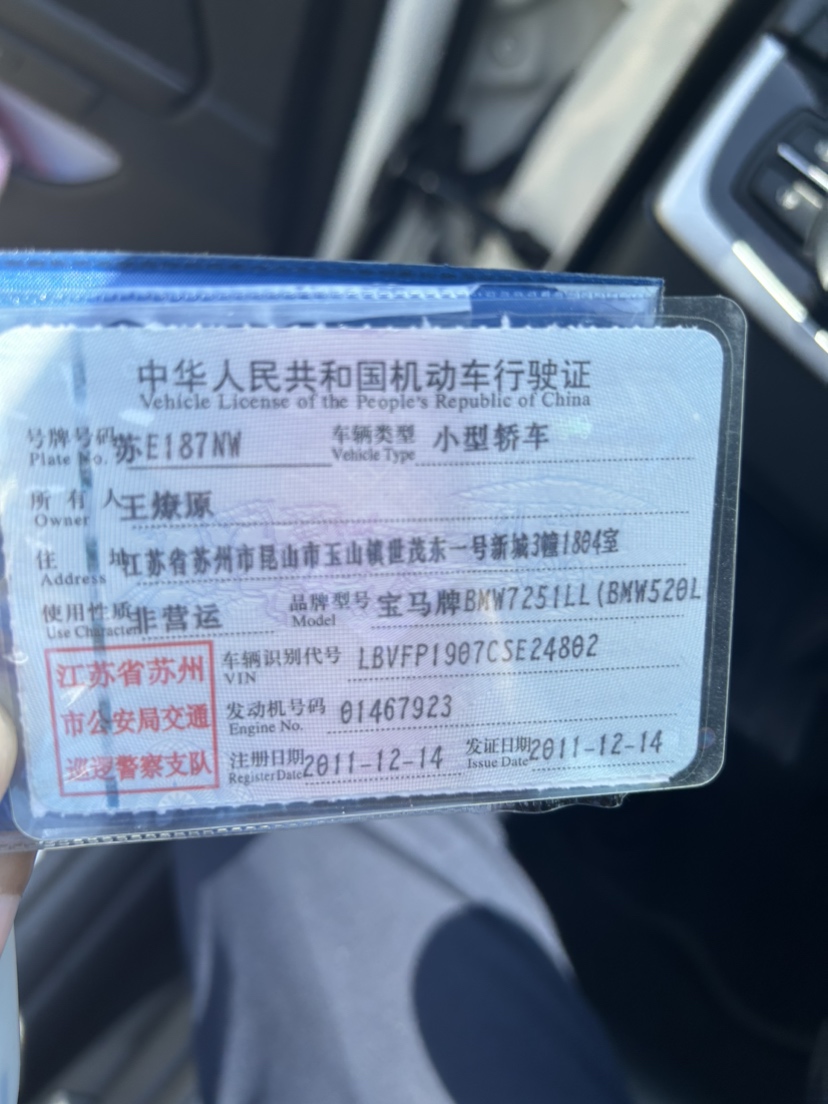 中华人民共和国机动车行驶证
Vehicle License of the People's Republic of China
号牌号码 苏E187NW 车辆类型 小型轿车
Plate No. Vehicle Type
所有人 王燎原
Owner
住址 江苏省苏州市昆山市玉山镇世茂东一号新城3幢1804室
Address
使用性质 非营运 品牌型号 宝马牌BMW7251LL(BMW520L
Use Character Model
江苏省苏州 车辆识别代号 LBVFP1907CSE24802
VIN
市公安局交通 发动机号码 01467923
Engine No.
巡逻警察支队 注册日期 2011-12-14 发证日期 2011-12-14
Register Date Issue Date